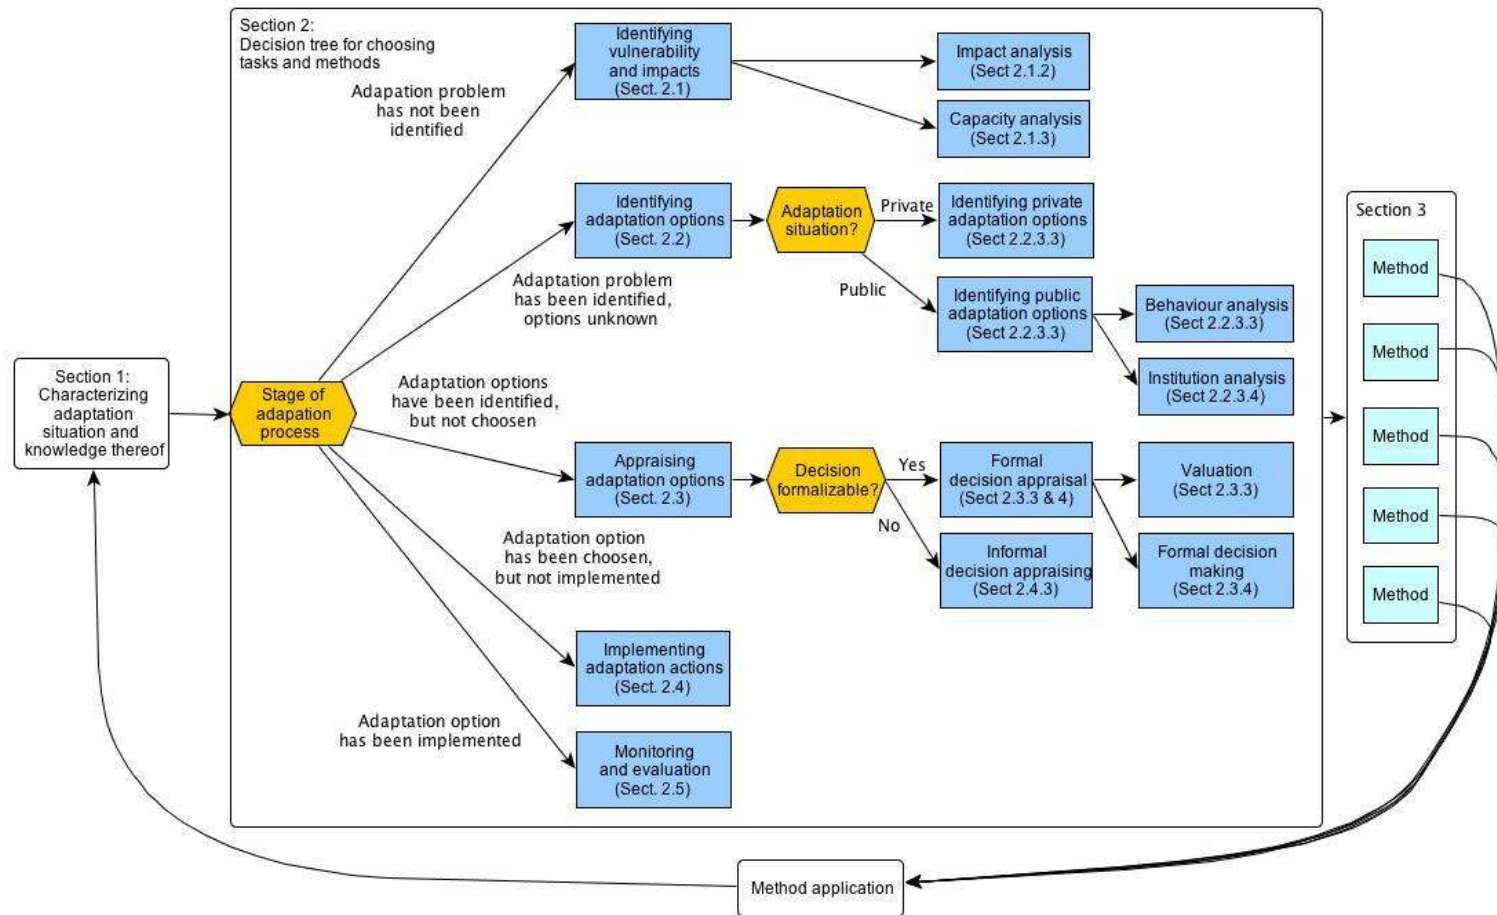 Section 2:
Decision tree for choosing
tasks and methods
Adapation problem
has not been
identified
Identifying
vulnerability
and impacts
(Sect. 2.1)
Impact analysis
(Sect 2.1.2)
Capacity analysis
(Sect 2.1.3)
Identifying
adaptation options
(Sect. 2.2)
Adaptation
situation?
Private
Identifying private
adaptation options
(Sect 2.2.3.3)
Adaptation problem
has been identified,
options unknown
Public
Identifying public
adaptation options
(Sect 2.2.3.3)
Behaviour analysis
(Sect 2.2.3.3)
Institution analysis
(Sect 2.2.3.4)
Section 1:
Characterizing
adaptation
situation and
knowledge thereof
Stage of
adapation
process
Adaptation options
have been identified,
but not choosen
Appraising
adaptation options
(Sect. 2.3)
Decision
formalizable?
Yes
Formal
decision appraisal
(Sect 2.3.3 & 4)
Valuation
(Sect 2.3.3)
No
Informal
decision appraising
(Sect 2.4.3)
Formal decision
making
(Sect 2.3.4)
Adaptation option
has been choosen,
but not implemented
Implementing
adaptation actions
(Sect. 2.4)
Adaptation option
has been implemented
Monitoring
and evaluation
(Sect. 2.5)
Section 3
Method
Method
Method
Method
Method
Method application